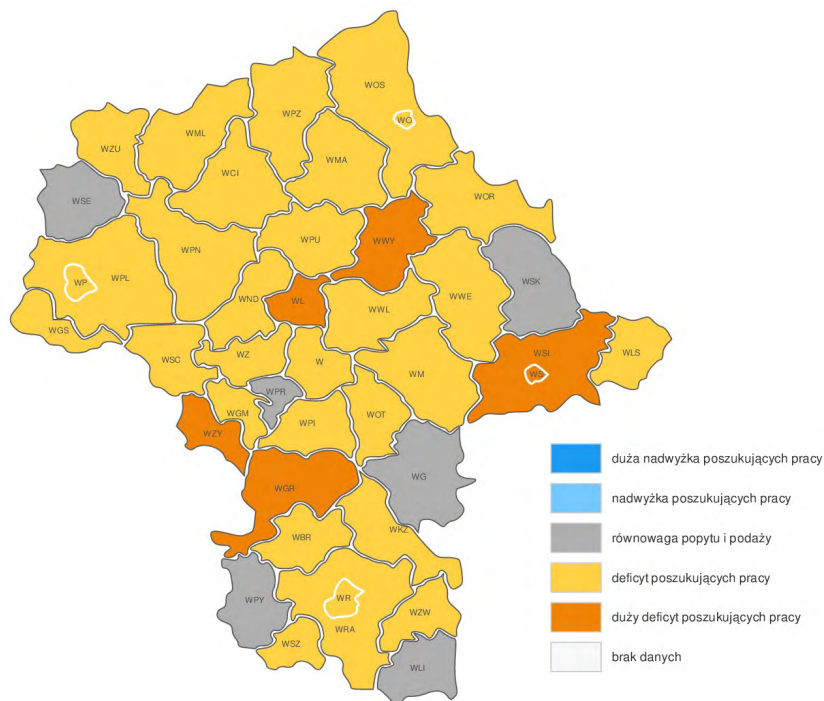 WOS
WPZ
WO
WML
WZU
WMA
WCI
WOR
WSE
WPU
WWY
WPN
WSK
WP
WPL
WND
WL
WWL
WWE
WGS
WSI
WLS
WSC
WZ
W
WM
WS
WPR
WGM
WPI
WOT
WZY
duża nadwyżka poszukujących pracy
WG
WGR
nadwyżka poszukujących pracy
WKZ
WBR
równowaga popytu i podaży
deficyt poszukujących pracy
WPY
WR
WZW
duży deficyt poszukujących pracy
WRA
WSZ
WLI
brak danych